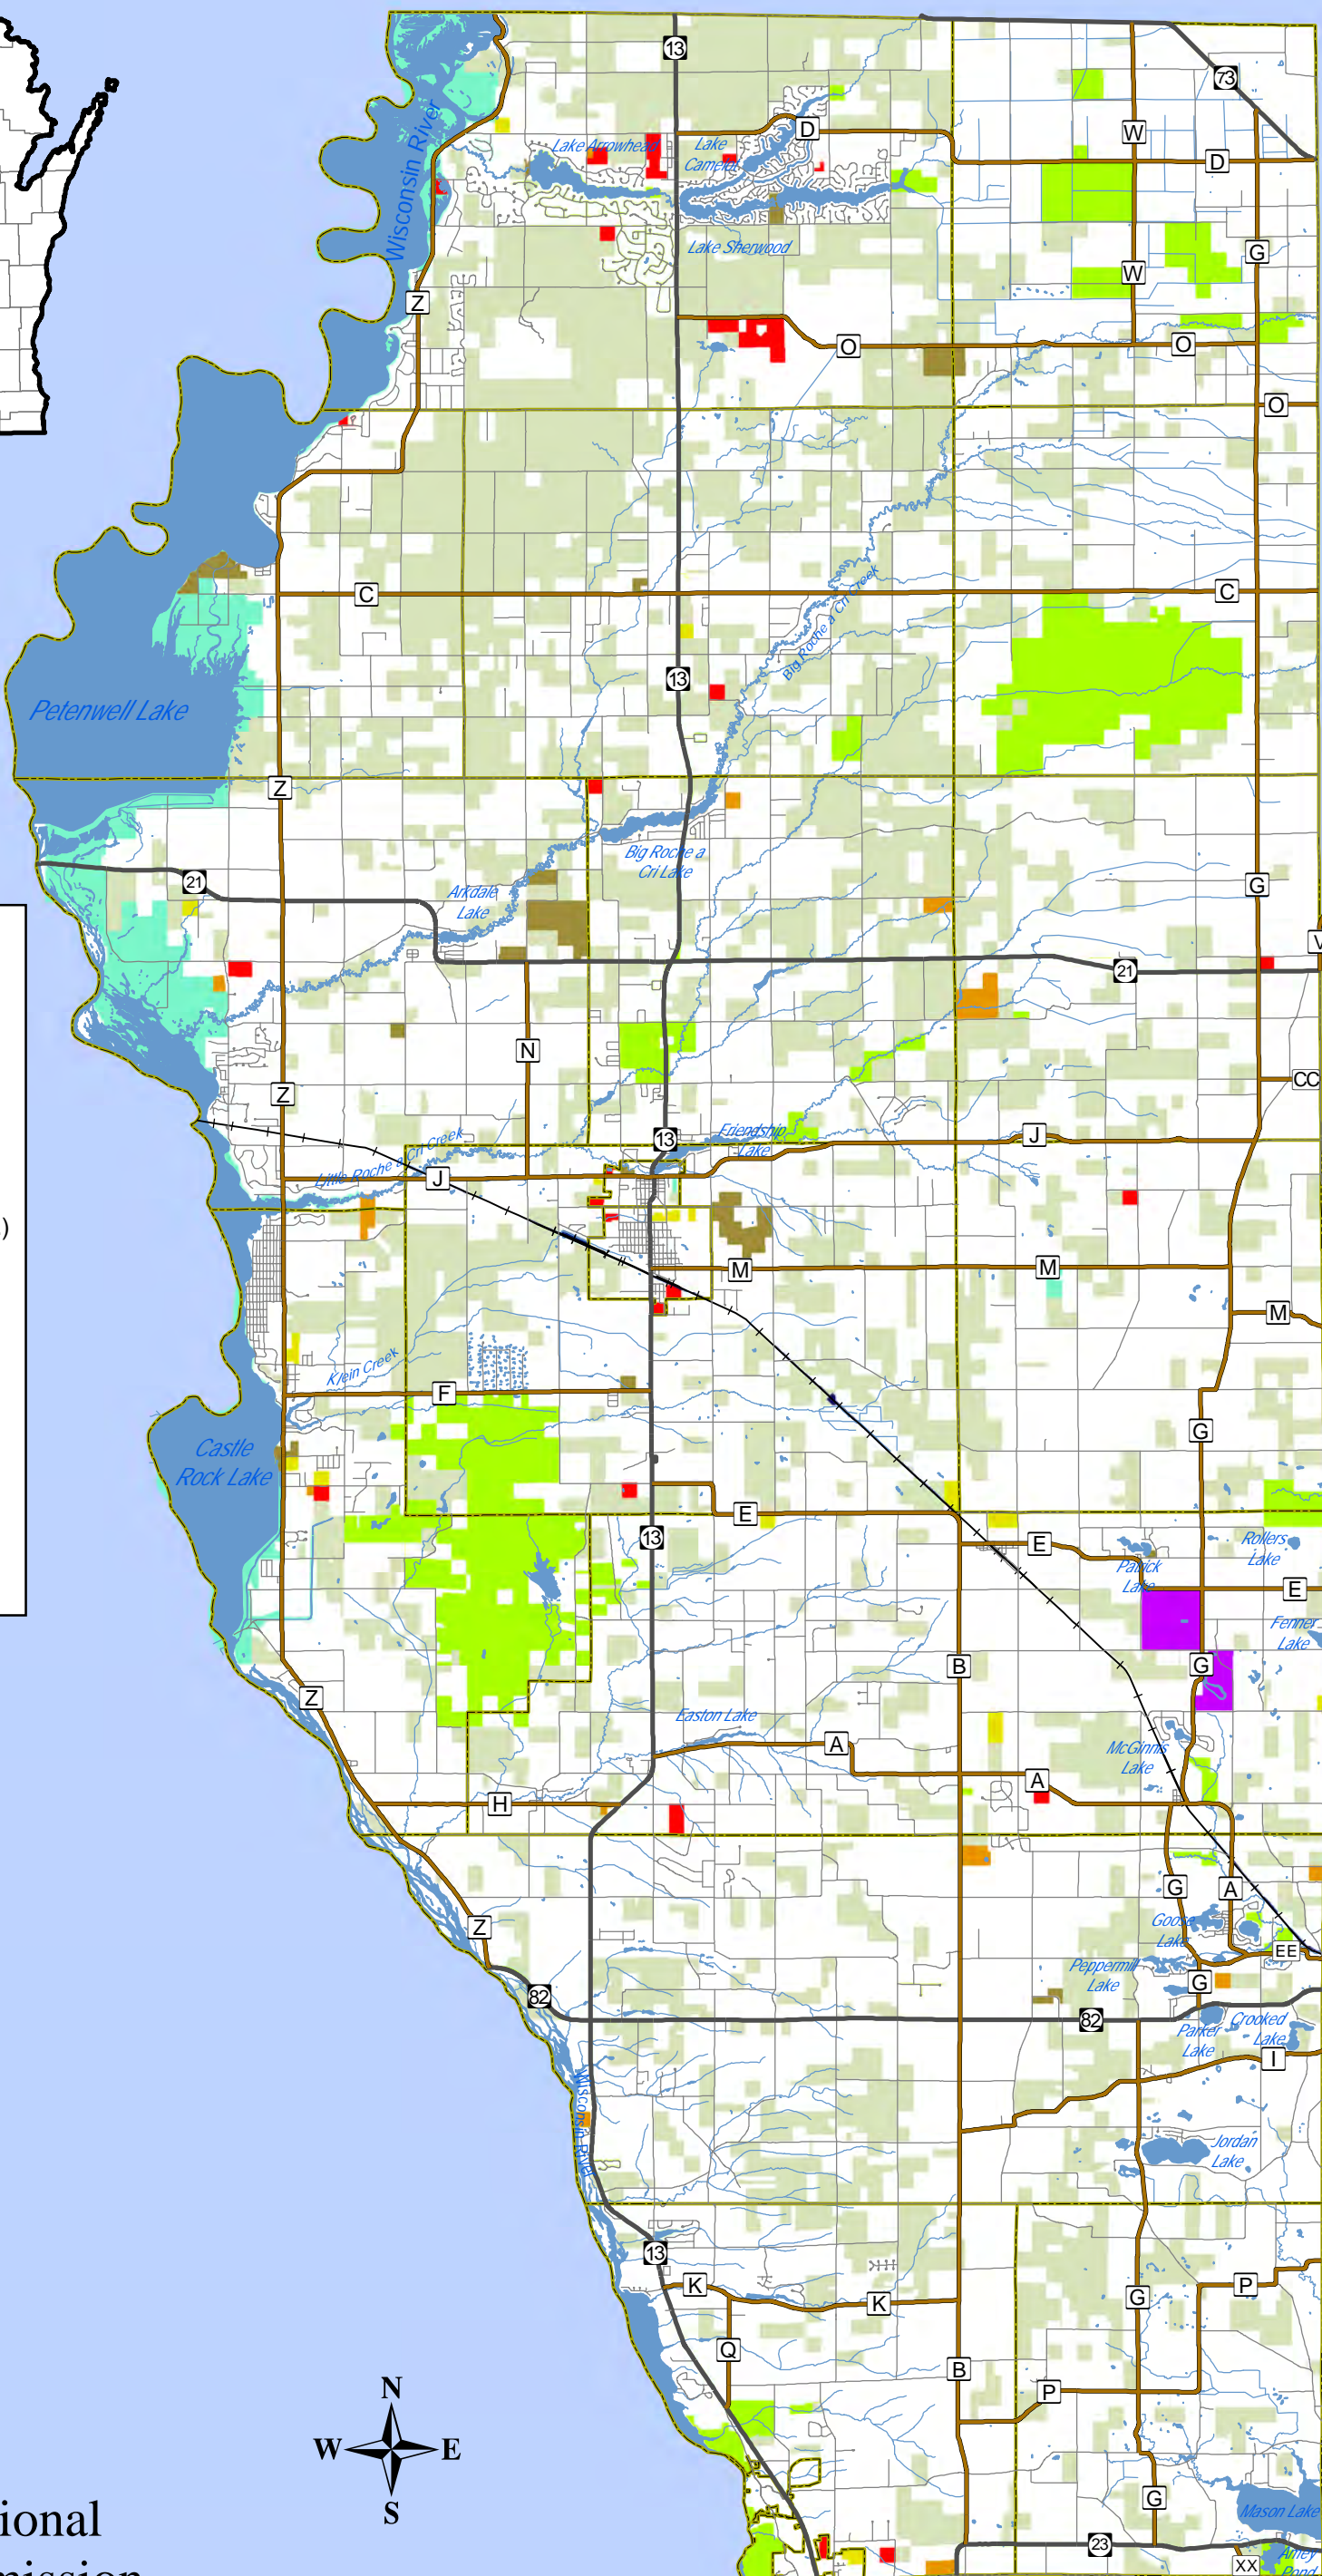 13
73
W
D
D
Wisconsin River
Lake Arrowhead
Lake
Camelot
Lake Sherwood
G
W
Z
O
O
O
C
C
Big Roche a Cri Creek
13
Petenwell Lake
Z
Big Roche a
Cri Lake
21
Arkdale
Lake
G
21
N
Z
CC
13
Friendship
Lake
J
Little Roche a Cri Creek
J
)
M
M
M
Klein Creek
F
G
Castle
Rock Lake
E
13
E
Patrick
Lake
Rollers
Lake
E
Fenner
Lake
B
G
Z
Easton Lake
A
McGinnis
Lake
A
H
G
A
Z
Goose
Lake
EE
Peppermill
Lake
G
82
82
Parker
Lake
Crooked
Lake
I
Wisconsin River
Jordan
Lake
13
K
K
P
G
Q
B
P
N
W
E
S
G
Mason Lake
ional
23
Amey
Pond
XX
mission